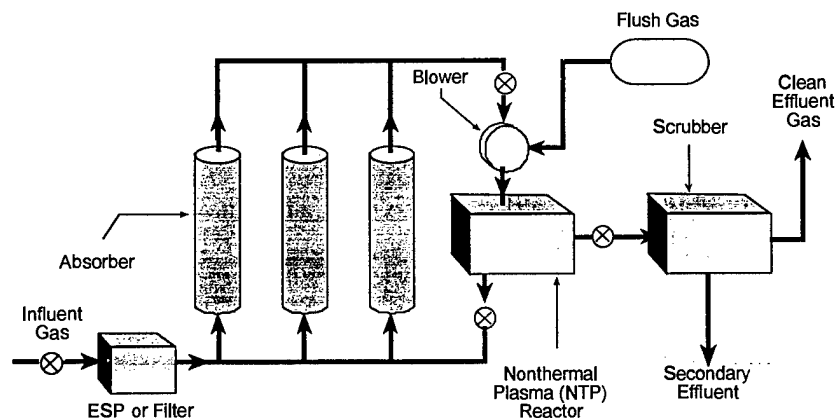 Flush Gas
Blower
Clean
Effluent
Gas
Scrubber
Absorber
Influent
Gas
ESP or Filter
Nonthermal
Plasma (NTP)
Reactor
Secondary
Effluent